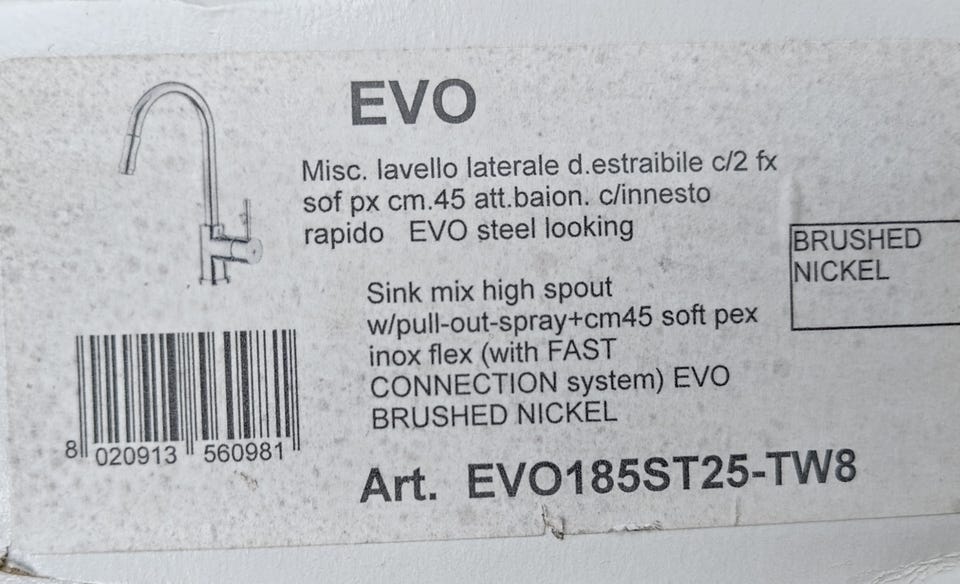 EVO
Misc. lavello laterale d.estraibile c/2 fx
sof px cm.45 att.baion. c/innesto
rapido EVO steel looking
BRUSHED
NICKEL
Sink mix high spout
w/pull-out-spray+cm45 soft pex
inox flex (with FAST
CONNECTION system) EVO
BRUSHED NICKEL
8 020913 560981
Art. EVO185ST25-TW8